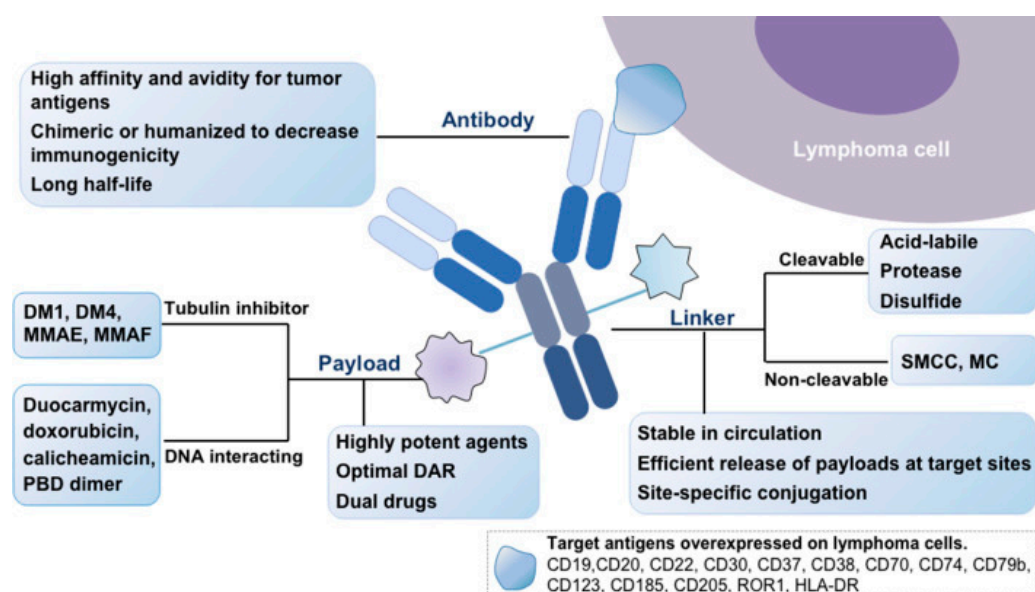 High affinity and avidity for tumor
antigens
Chimeric or humanized to decrease
immunogenicity
Long half-life
Antibody
Lymphoma cell
DM1, DM4,
MMAE, MMAF
Tubulin inhibitor
Payload
Duocarmycin,
doxorubicin,
calicheamicin,
PBD dimer
DNA interacting
Highly potent agents
Optimal DAR
Dual drugs
Linker
Cleavable
Acid-labile
Protease
Disulfide
Non-cleavable
SMCC, MC
Stable in circulation
Efficient release of payloads at target sites
Site-specific conjugation
Target antigens overexpressed on lymphoma cells.
CD19,CD20, CD22, CD30, CD37, CD38, CD70, CD74, CD79b,
CD123, CD185, CD205, ROR1, HLA-DR